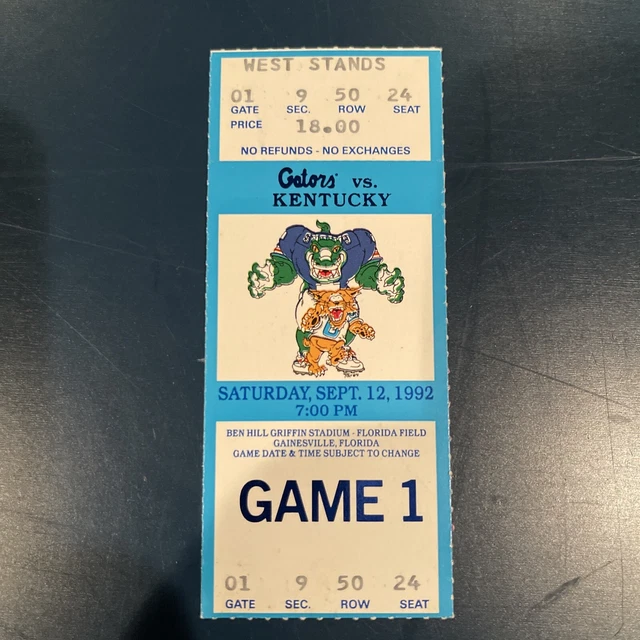 WEST STANDS
01 9 50 24
GATE SEC. ROW SEAT
PRICE 18.00
NO REFUNDS - NO EXCHANGES
Gators vs.
KENTUCKY
SATURDAY, SEPT. 12, 1992
7:00 PM
BEN HILL GRIFFIN STADIUM - FLORIDA FIELD
GAINESVILLE, FLORIDA
GAME DATE & TIME SUBJECT TO CHANGE
GAME 1
01 9 50 24
GATE SEC. ROW SEAT